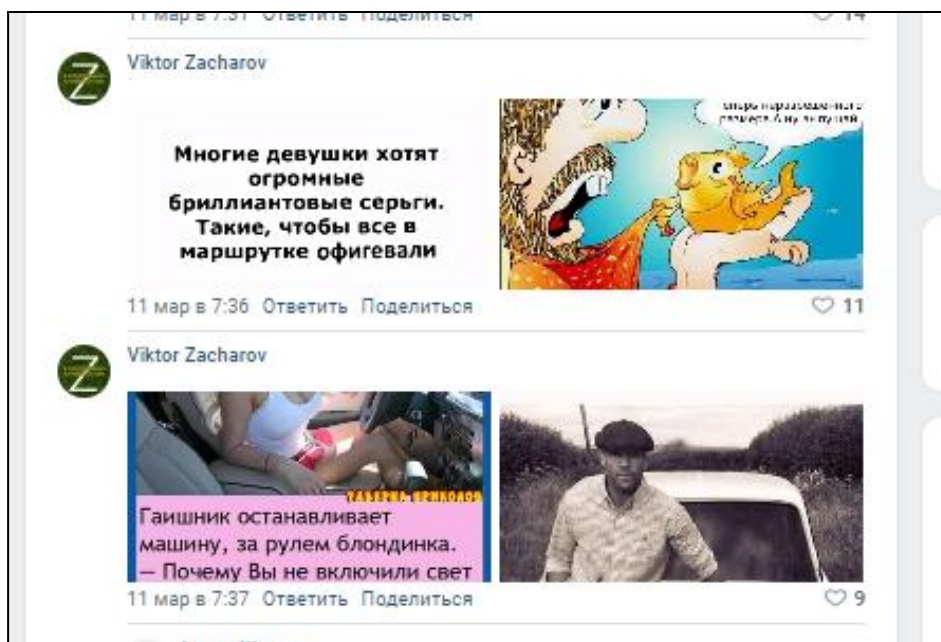 11 мар в 7:31 Ответить Поделиться 14
Viktor Zacharov
Многие девушки хотят
огромные
бриллиантовые серьги.
Такие, чтобы все в
маршрутке офигевали
размера. А ну
11 мар в 7:36 Ответить Поделиться 11
Viktor Zacharov
Гаишник останавливает
машину, за рулем блондинка.
— Почему Вы не включили свет
11 мар в 7:37 Ответить Поделиться 9